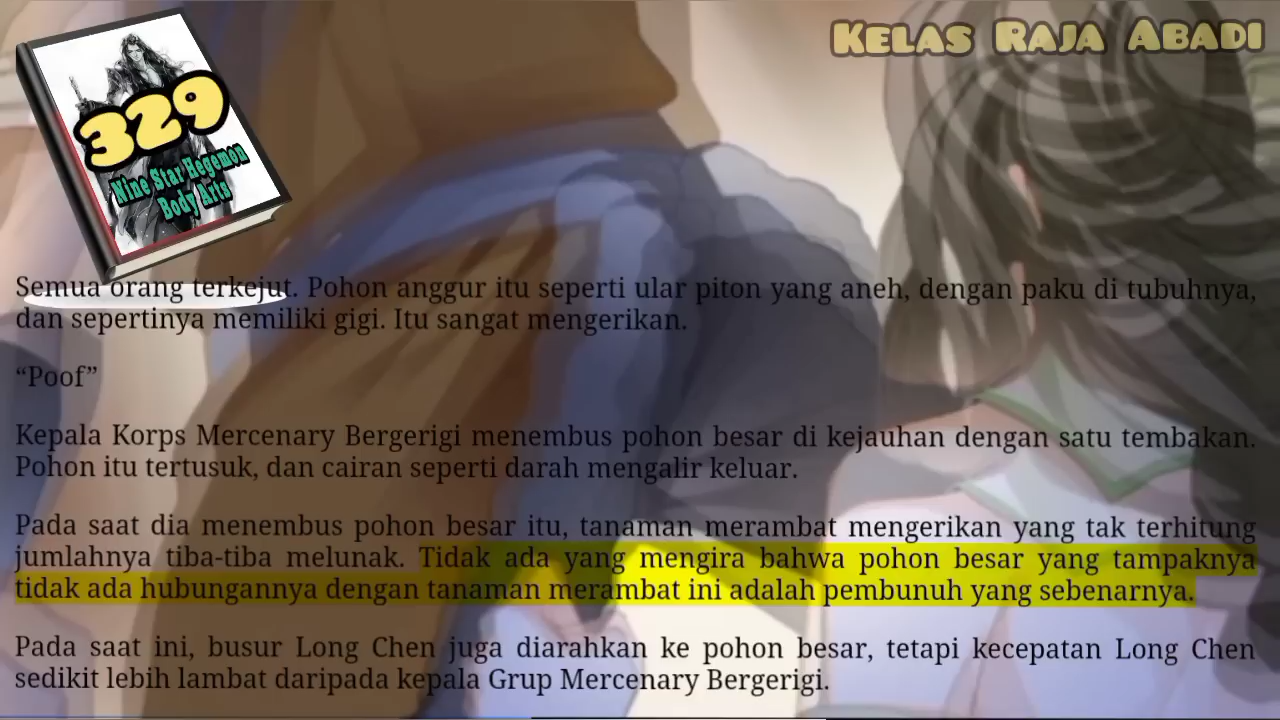 Kelas Raja Abadi
329
Nine Star Hegemon
Body Arts
Semua orang terkejut. Pohon anggur itu seperti ular piton yang aneh, dengan paku di tubuhnya,
dan sepertinya memiliki gigi. Itu sangat mengerikan.
“Poof”
Kepala Korps Mercenary Bergerigi menembus pohon besar di kejauhan dengan satu tembakan.
Pohon itu tertusuk, dan cairan seperti darah mengalir keluar.
Pada saat dia menembus pohon besar itu, tanaman merambat mengerikan yang tak terhitung
jumlahnya tiba-tiba melunak. Tidak ada yang mengira bahwa pohon besar yang tampaknya
tidak ada hubungannya dengan tanaman merambat ini adalah pembunuh yang sebenarnya.
Pada saat ini, busur Long Chen juga diarahkan ke pohon besar, tetapi kecepatan Long Chen
sedikit lebih lambat daripada kepala Grup Mercenary Bergerigi.